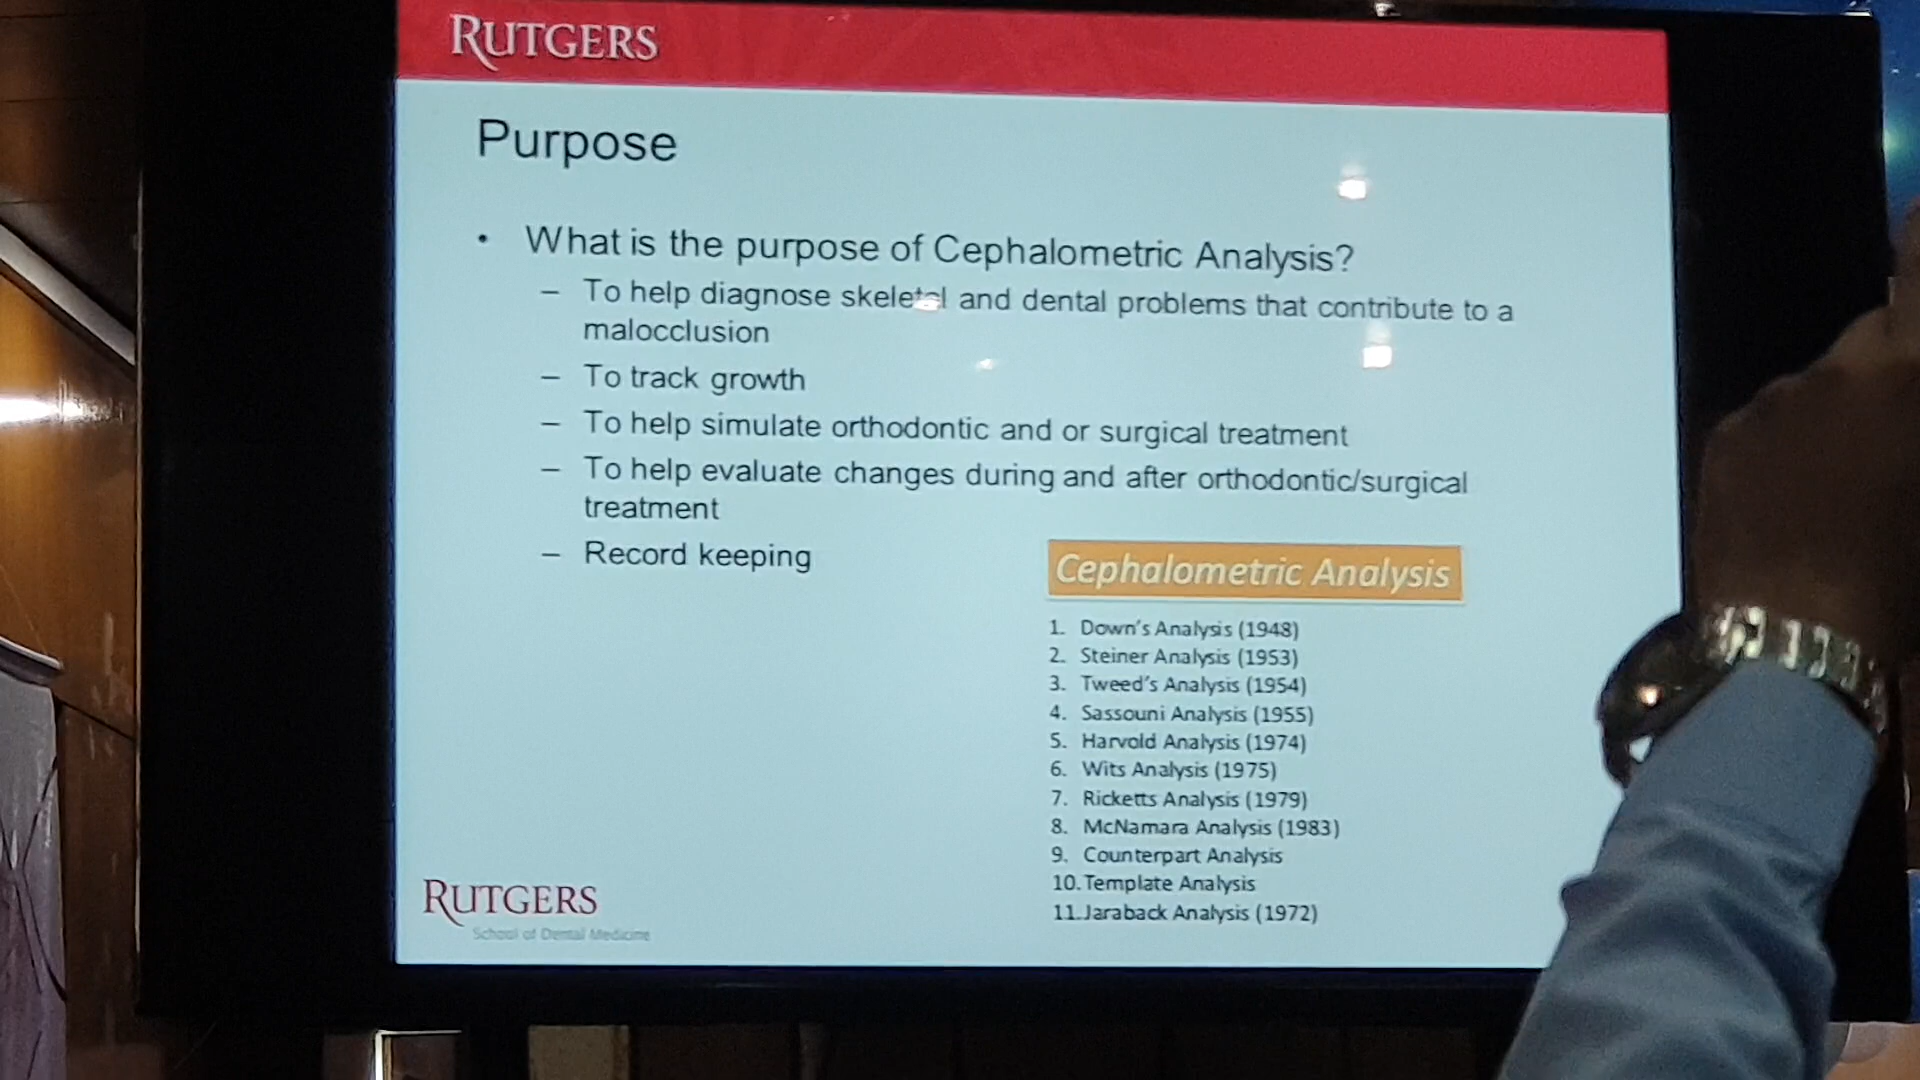 RUTGERS
Purpose
• What is the purpose of Cephalometric Analysis?
– To help diagnose skeletal and dental problems that contribute to a
malocclusion
– To track growth
– To help simulate orthodontic and or surgical treatment
– To help evaluate changes during and after orthodontic/surgical
treatment
– Record keeping
Cephalometric Analysis
1. Down's Analysis (1948)
2. Steiner Analysis (1953)
3. Tweed's Analysis (1954)
4. Sassouni Analysis (1955)
5. Harvold Analysis (1974)
6. Wits Analysis (1975)
7. Ricketts Analysis (1979)
8. McNamara Analysis (1983)
9. Counterpart Analysis
10. Template Analysis
11. Jaraback Analysis (1972)
RUTGERS
School of Dental Medicine